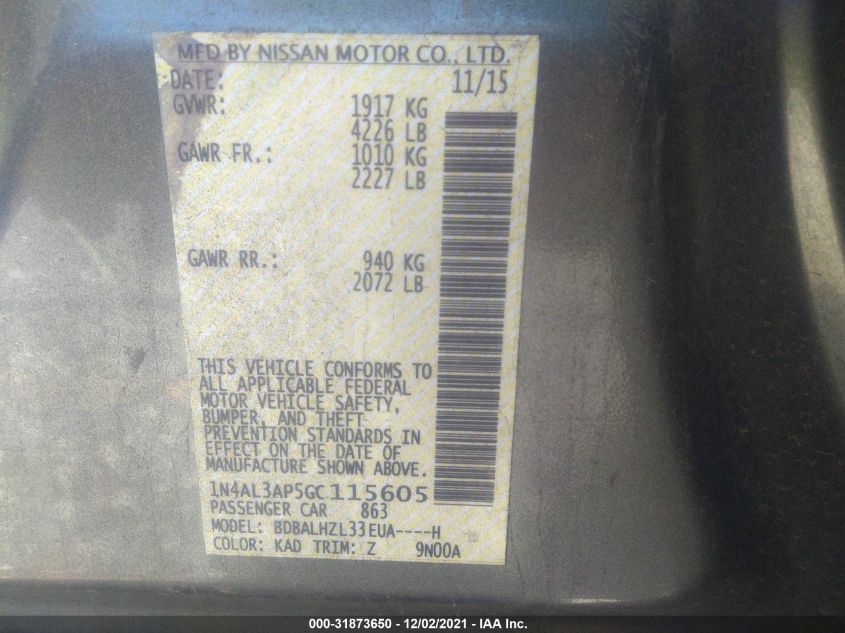 MFD BY NISSAN MOTOR CO., LTD.
DATE: 11/15
GVWR: 1917 KG
4226 LB
GAWR FR.: 1010 KG
2227 LB
GAWR RR.: 940 KG
2072 LB
THIS VEHICLE CONFORMS TO
ALL APPLICABLE FEDERAL
MOTOR VEHICLE SAFETY,
BUMPER, AND THEFT
PREVENTION STANDARDS IN
EFFECT ON THE DATE OF
MANUFACTURE SHOWN ABOVE.
1N4AL3AP5GC115605
PASSENGER CAR 863
MODEL: BDBALHZL33EUA----H
COLOR: KAD TRIM: Z 9N00A
000-31873650 - 12/02/2021 - IAA Inc.